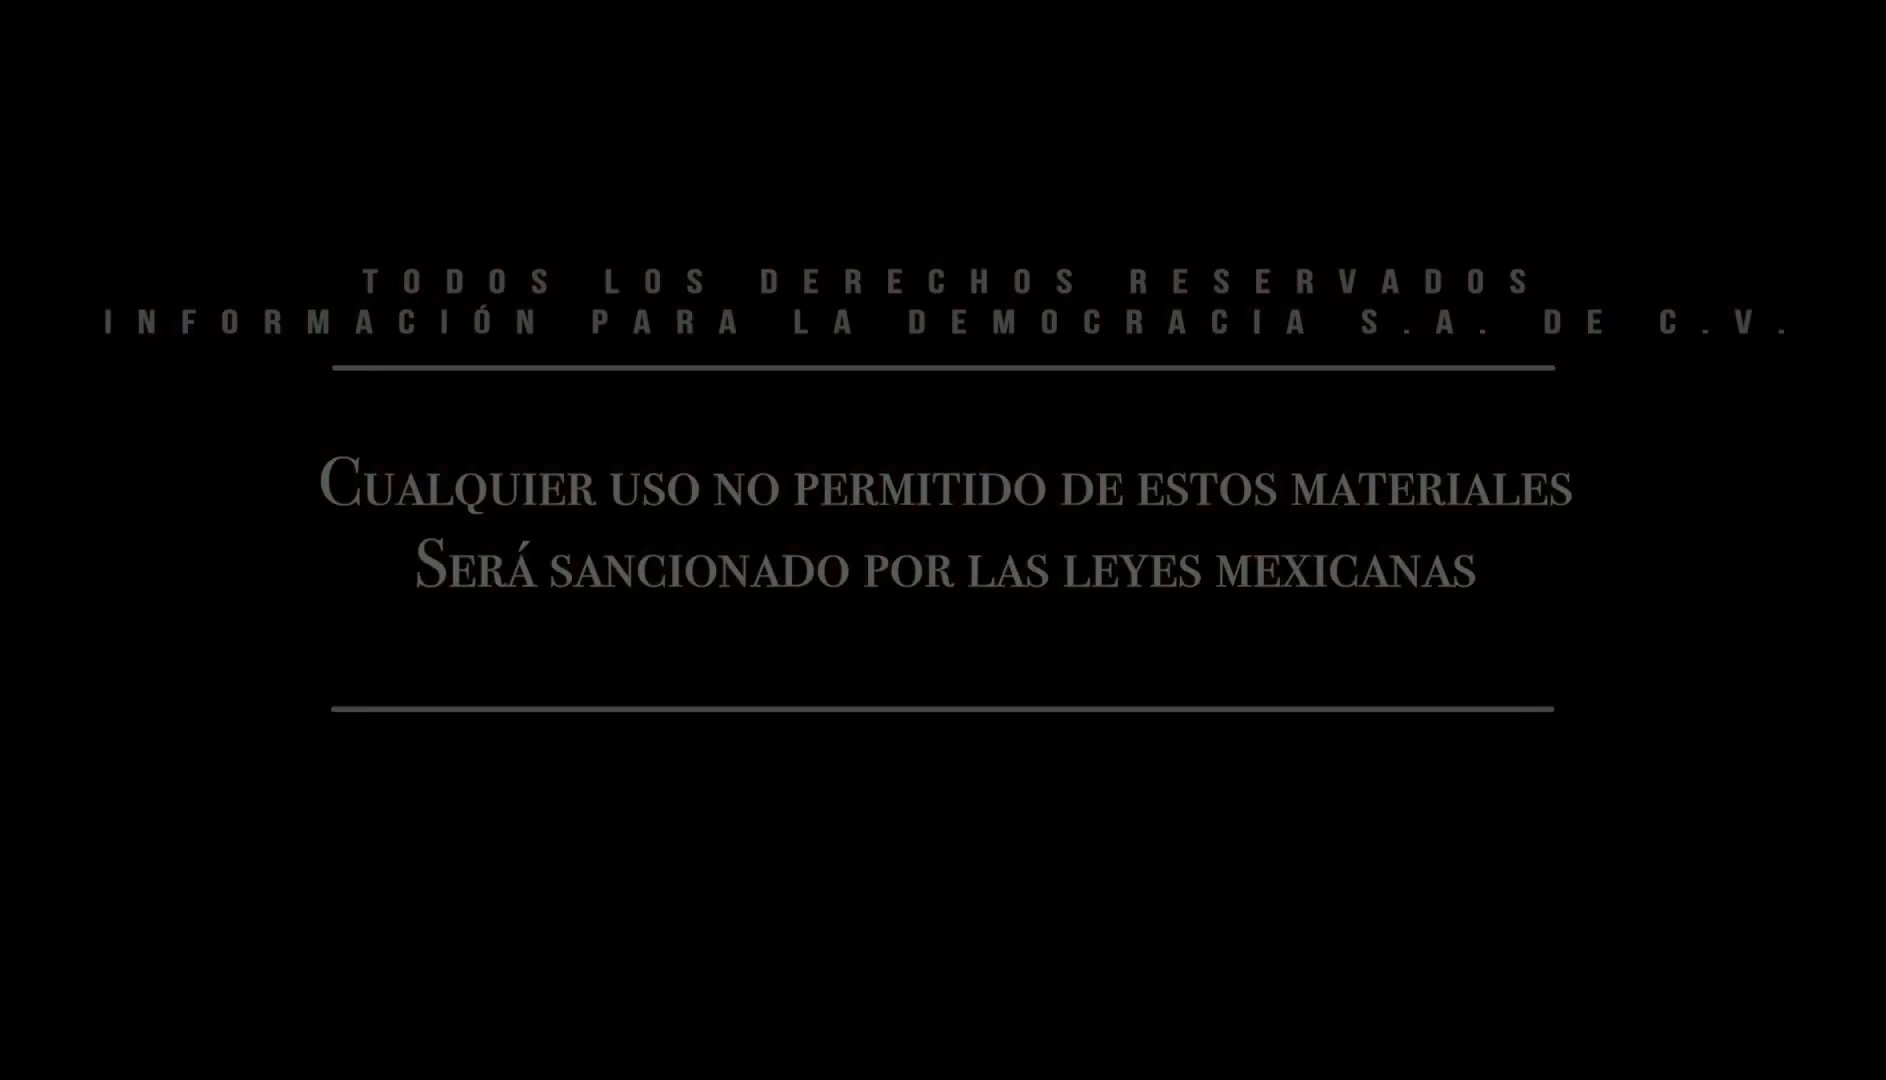 TODOS LOS DERECHOS RESERVADOS
INFORMACIÓN PARA LA DEMOCRACIA S.A. DE C.V.
CUALQUIER USO NO PERMITIDO DE ESTOS MATERIALES
SERÁ SANCIONADO POR LAS LEYES MEXICANAS